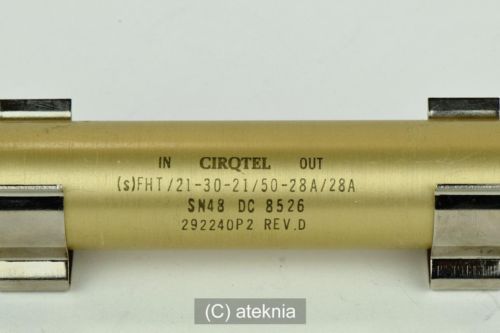 IN CIRQTEL OUT
(s)FHT/21-30-21/50-28A/28A
SN48 DC 8526
292240P2 REV.D
(C) ateknia